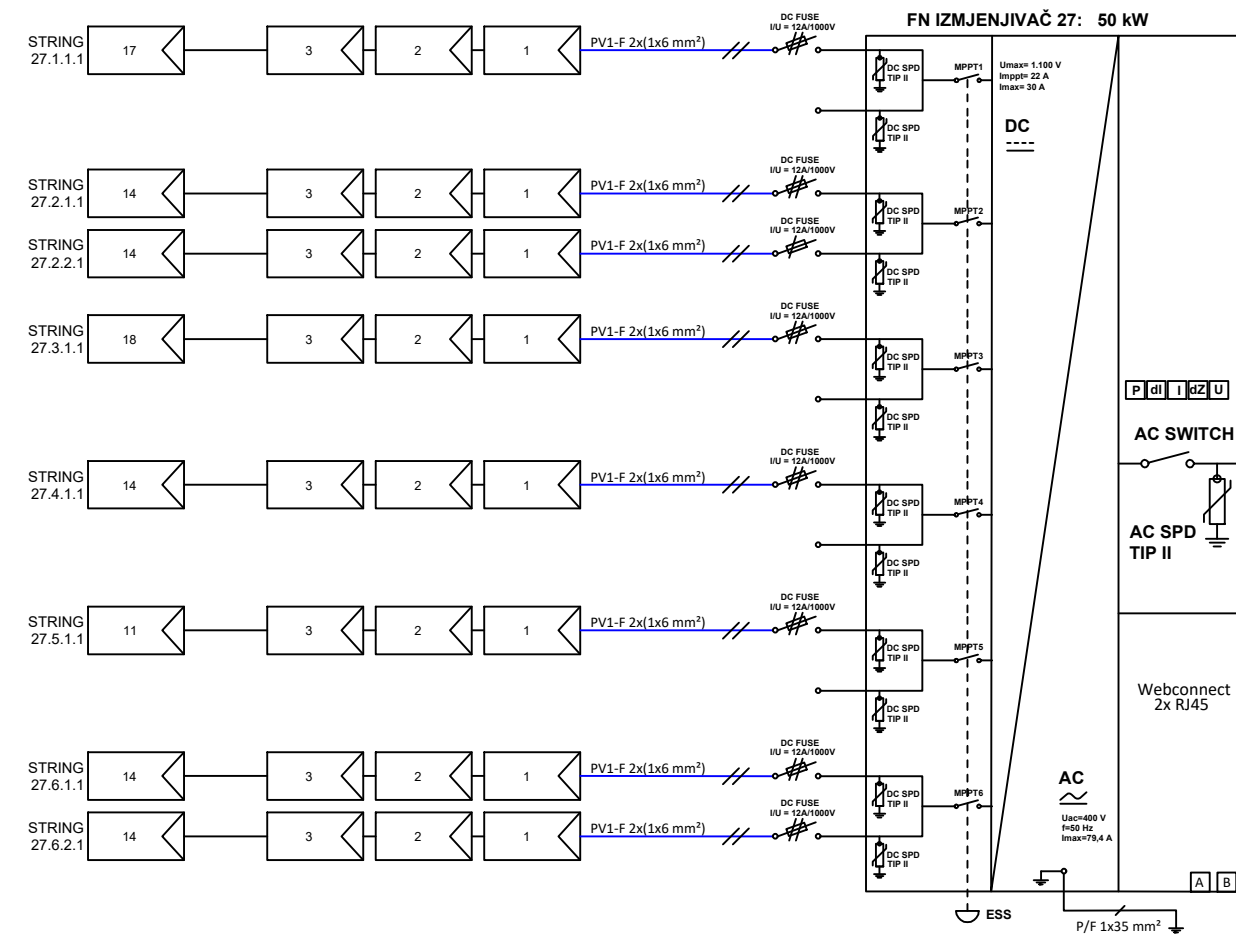 FN IZMJENJIVAČ 27: 50 kW
STRING
27.1.1.1
17
3
2
1
PV1-F 2x(1x6 mm²)
DC FUSE
I/U = 12A/1000V
DC SPD
TIP II
DC SPD
TIP II
MPPT1
Umax= 1.100 V
Imppt= 22 A
Imax= 30 A
DC
STRING
27.2.1.1
14
3
2
1
PV1-F 2x(1x6 mm²)
DC FUSE
I/U = 12A/1000V
DC SPD
TIP II
MPPT2
STRING
27.2.2.1
14
3
2
1
PV1-F 2x(1x6 mm²)
DC FUSE
I/U = 12A/1000V
DC SPD
TIP II
STRING
27.3.1.1
18
3
2
1
PV1-F 2x(1x6 mm²)
DC FUSE
I/U = 12A/1000V
DC SPD
TIP II
DC SPD
TIP II
MPPT3
P dI I dZ U
AC SWITCH
AC SPD
TIP II
STRING
27.4.1.1
14
3
2
1
PV1-F 2x(1x6 mm²)
DC FUSE
I/U = 12A/1000V
DC SPD
TIP II
DC SPD
TIP II
MPPT4
STRING
27.5.1.1
11
3
2
1
PV1-F 2x(1x6 mm²)
DC FUSE
I/U = 12A/1000V
DC SPD
TIP II
DC SPD
TIP II
MPPT5
Webconnect
2x RJ45
STRING
27.6.1.1
14
3
2
1
PV1-F 2x(1x6 mm²)
DC FUSE
I/U = 12A/1000V
DC SPD
TIP II
MPPT6
AC
Uac=400 V
f=50 Hz
Imax=79,4 A
STRING
27.6.2.1
14
3
2
1
PV1-F 2x(1x6 mm²)
DC FUSE
I/U = 12A/1000V
DC SPD
TIP II
A B
ESS
P/F 1x35 mm²